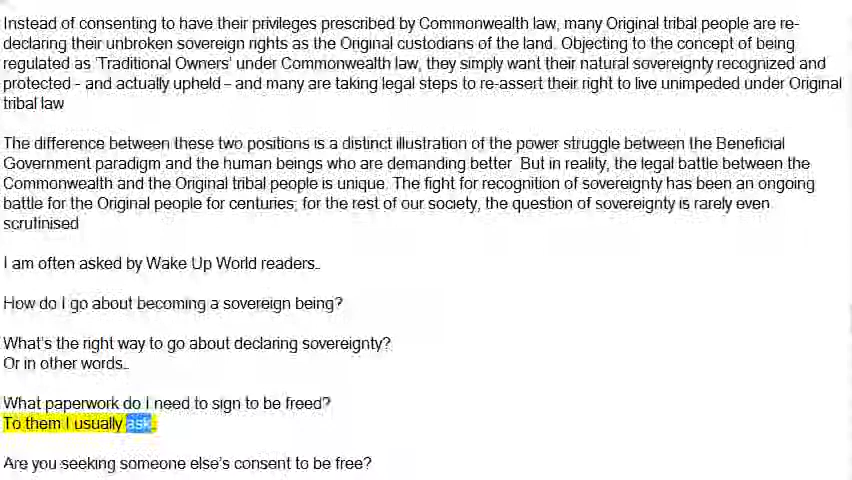 Instead of consenting to have their privileges prescribed by Commonwealth law, many Original tribal people are re-
declaring their unbroken sovereign rights as the Original custodians of the land. Objecting to the concept of being
regulated as 'Traditional Owners' under Commonwealth law, they simply want their natural sovereignty recognized and
protected - and actually upheld – and many are taking legal steps to re-assert their right to live unimpeded under Original
tribal law
The difference between these two positions is a distinct illustration of the power struggle between the Beneficial
Government paradigm and the human beings who are demanding better But in reality, the legal battle between the
Commonwealth and the Original tribal people is unique. The fight for recognition of sovereignty has been an ongoing
battle for the Original people for centuries; for the rest of our society, the question of sovereignty is rarely even
scrutinised
I am often asked by Wake Up World readers..
How do I go about becoming a sovereign being?
What's the right way to go about declaring sovereignty?
Or in other words..
What paperwork do I need to sign to be freed?
To them I usually ask..
Are you seeking someone else's consent to be free?